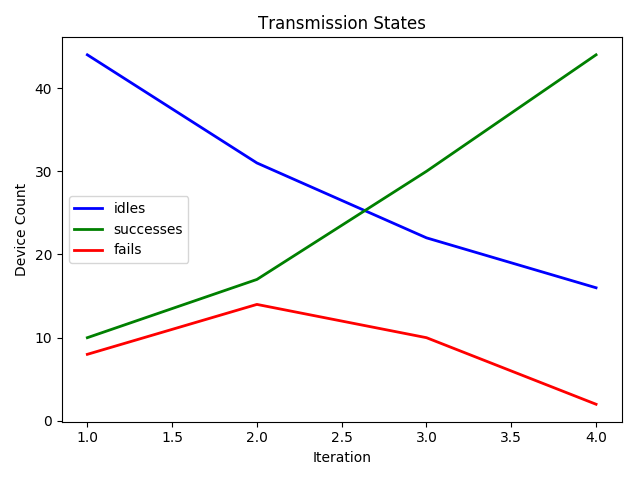 Transmission States
Device Count
40
30
20
10
0
idles
successes
fails
1.0 1.5 2.0 2.5 3.0 3.5 4.0
Iteration